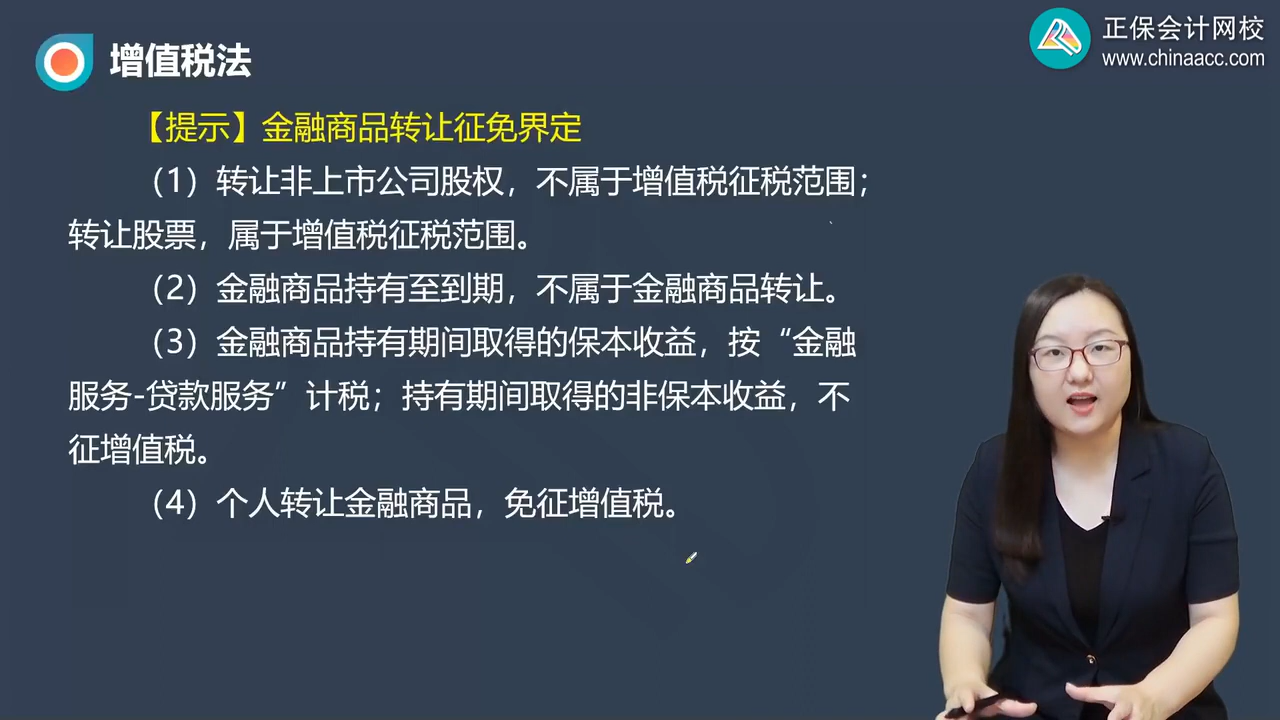 增值税法
正保会计网校
www.chinaacc.com
【提示】金融商品转让征免界定
（1）转让非上市公司股权，不属于增值税征税范围；
转让股票，属于增值税征税范围。
（2）金融商品持有至到期，不属于金融商品转让。
（3）金融商品持有期间取得的保本收益，按“金融
服务-贷款服务”计税；持有期间取得的非保本收益，不
征增值税。
（4）个人转让金融商品，免征增值税。